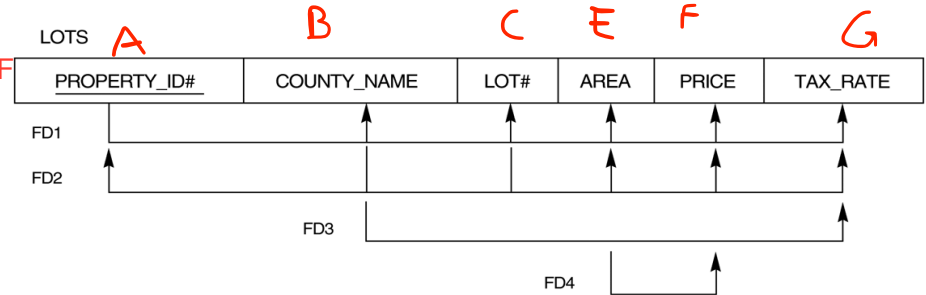 LOTS
A B C E F G
F
PROPERTY_ID# COUNTY_NAME LOT# AREA PRICE TAX_RATE
FD1
FD2
FD3
FD4